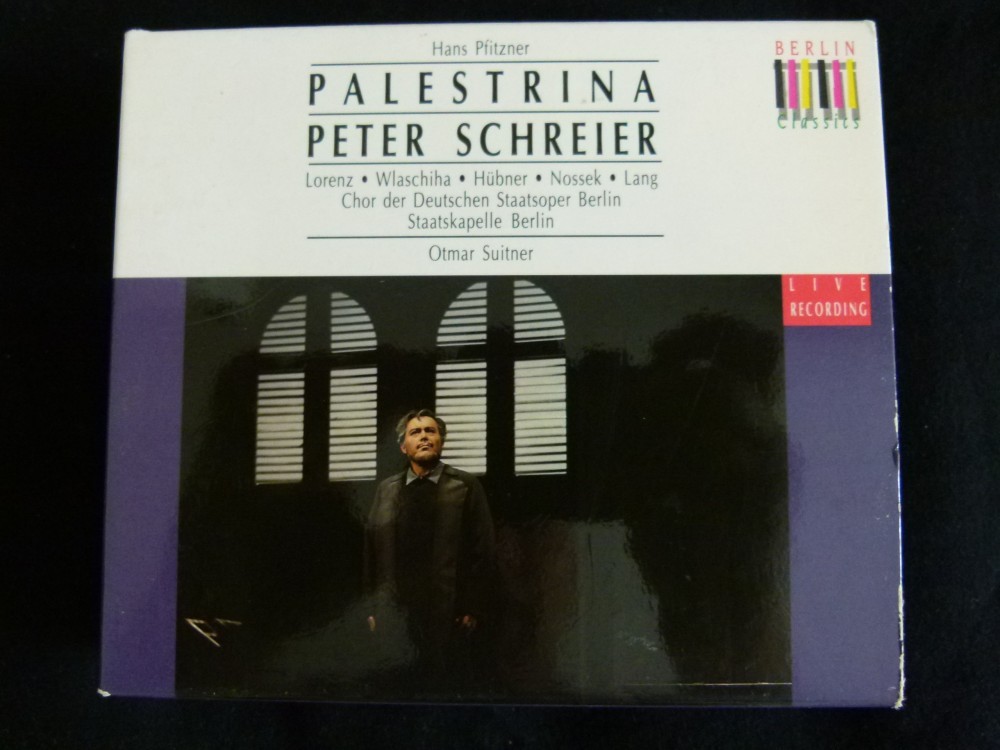 Hans Pfitzner
PALESTRINA
PETER SCHREIER
Lorenz • Wlaschiha • Hübner • Nossek • Lang
Chor der Deutschen Staatsoper Berlin
Staatskapelle Berlin
Otmar Suitner
BERLIN
Classics
LIVE
RECORDING